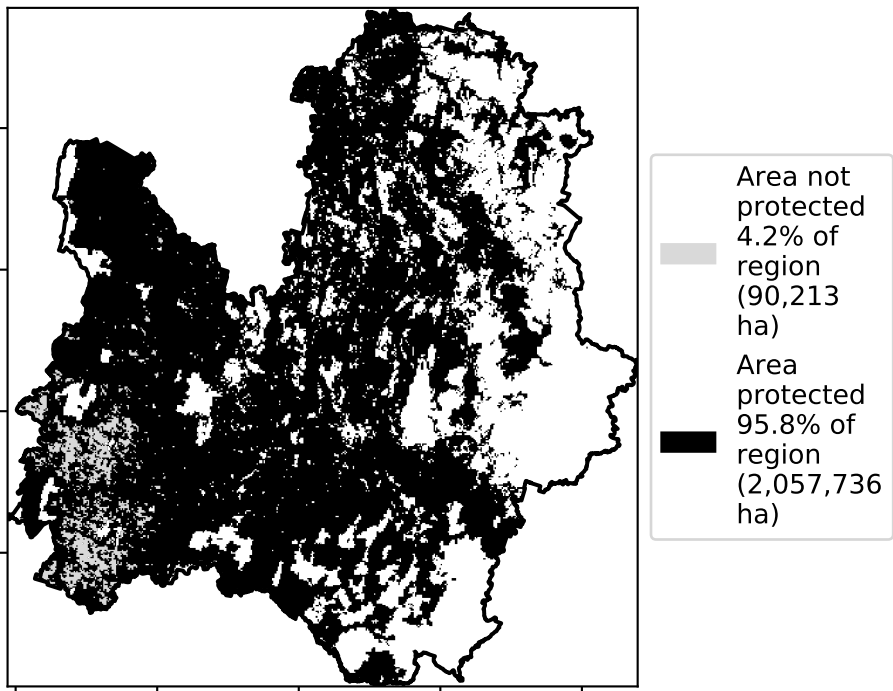 Area not
protected
4.2% of
region
(90,213
ha)
Area
protected
95.8% of
region
(2,057,736
ha)